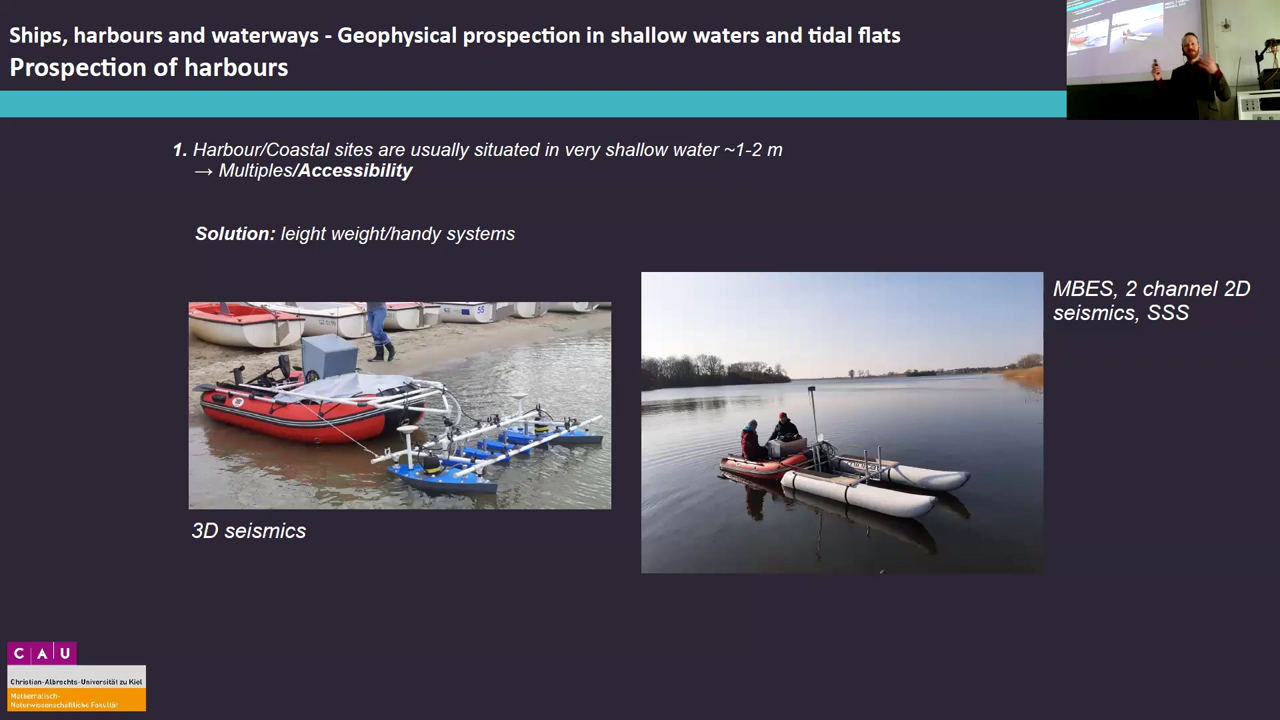 Ships, harbours and waterways - Geophysical prospection in shallow waters and tidal flats
Prospection of harbours
1. Harbour/Coastal sites are usually situated in very shallow water ~1-2 m
→ Multiples/Accessibility
Solution: leight weight/handy systems
MBES, 2 channel 2D
seismics, SSS
55
3D seismics
C A U
Christian-Albrechts-Universität zu Kiel
Mathematisch-
Naturwissenschaftliche Fakultät